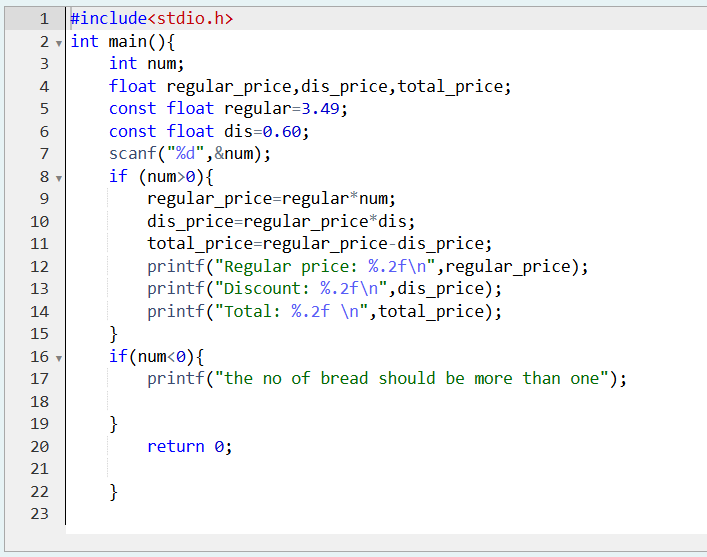 1 #include<stdio.h>
2 int main(){
3     int num;
4     float regular_price,dis_price,total_price;
5     const float regular=3.49;
6     const float dis=0.60;
7     scanf("%d",&num);
8     if (num>0){
9         regular_price=regular*num;
10         dis_price=regular_price*dis;
11         total_price=regular_price-dis_price;
12         printf("Regular price: %.2f\n",regular_price);
13         printf("Discount: %.2f\n",dis_price);
14         printf("Total: %.2f \n",total_price);
15     }
16     if(num<0){
17         printf("the no of bread should be more than one");
18
19     }
20         return 0;
21
22     }
23